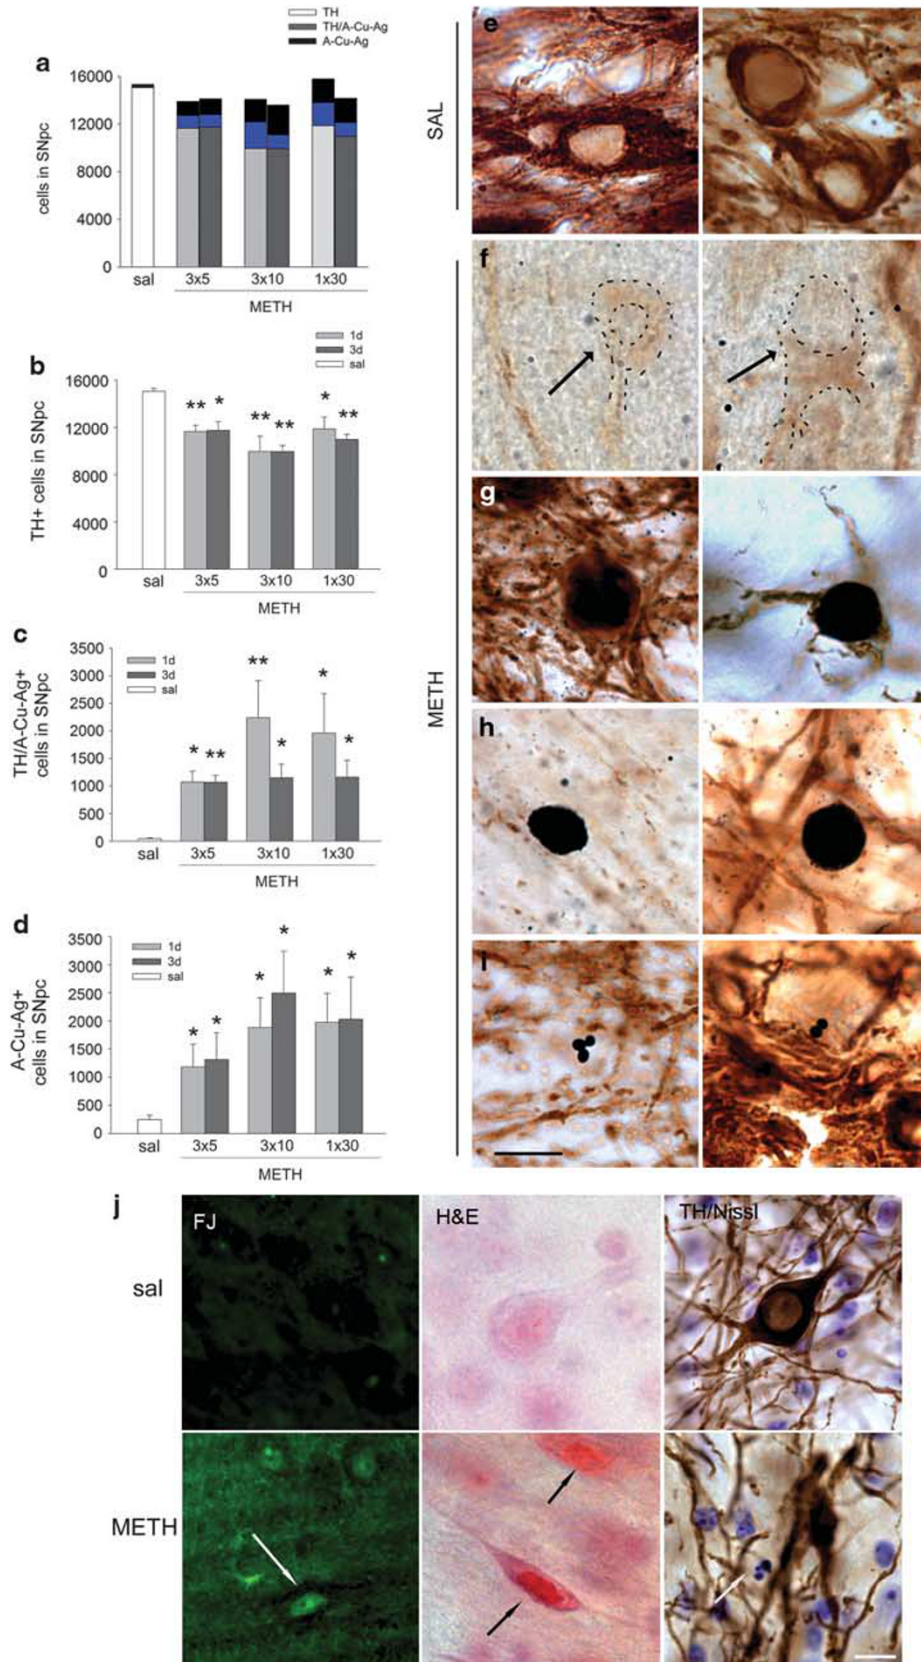 TH
TH/A-Cu-Ag
A-Cu-Ag
a
16000
12000
8000
4000
0
cells in SNpc
sal
3x5
3x10
1x30
METH
1d
3d
sal
b
16000
12000
8000
4000
0
TH+ cells in SNpc
** * ** ** * **
sal
3x5
3x10
1x30
METH
c
3500
3000
2500
2000
1500
1000
500
0
TH/A-Cu-Ag+
cells in SNpc
1d
3d
sal
* ** ** * * *
sal
3x5
3x10
1x30
METH
d
3500
3000
2500
2000
1500
1000
500
0
A-Cu-Ag+
cells in SNpc
1d
3d
sal
* * * * * *
sal
3x5
3x10
1x30
METH
SAL
e
METH
f
g
h
i
j
FJ
H&E
TH/Nissl
sal
METH